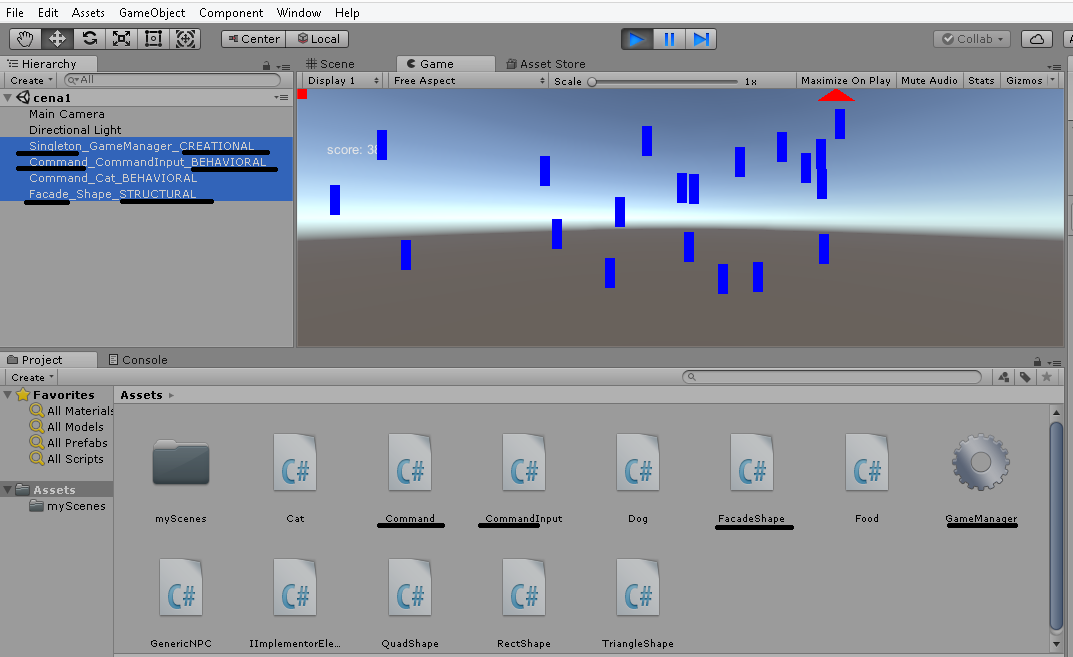 File Edit Assets GameObject Component Window Help
Center Local Collab
Hierarchy Scene Game Asset Store
Create All Display 1 Free Aspect Scale 1x Maximize On Play Mute Audio Stats Gizmos
cena1
Main Camera
Directional Light
Singleton_GameManager_CREATIONAL
Command_CommandInput_BEHAVIORAL
Command_Cat_BEHAVIORAL
Facade_Shape_STRUCTURAL
score:
Project Console
Create
Favorites Assets
All Materials
All Models
All Prefabs
All Scripts
Assets
myScenes
C# C# C# C# C# C#
myScenes Cat Command CommandInput Dog FacadeShape Food GameManager
C# C# C# C# C#
GenericNPC IImplementorEle... QuadShape RectShape TriangleShape